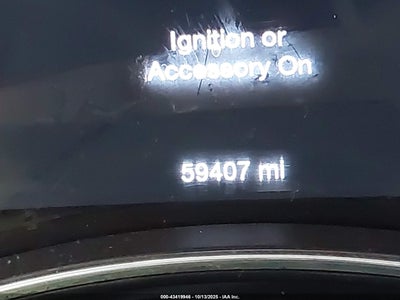 Ignition or
Accessory On
59407 mi
000-43419946 - 10/13/2025 - IAA Inc.